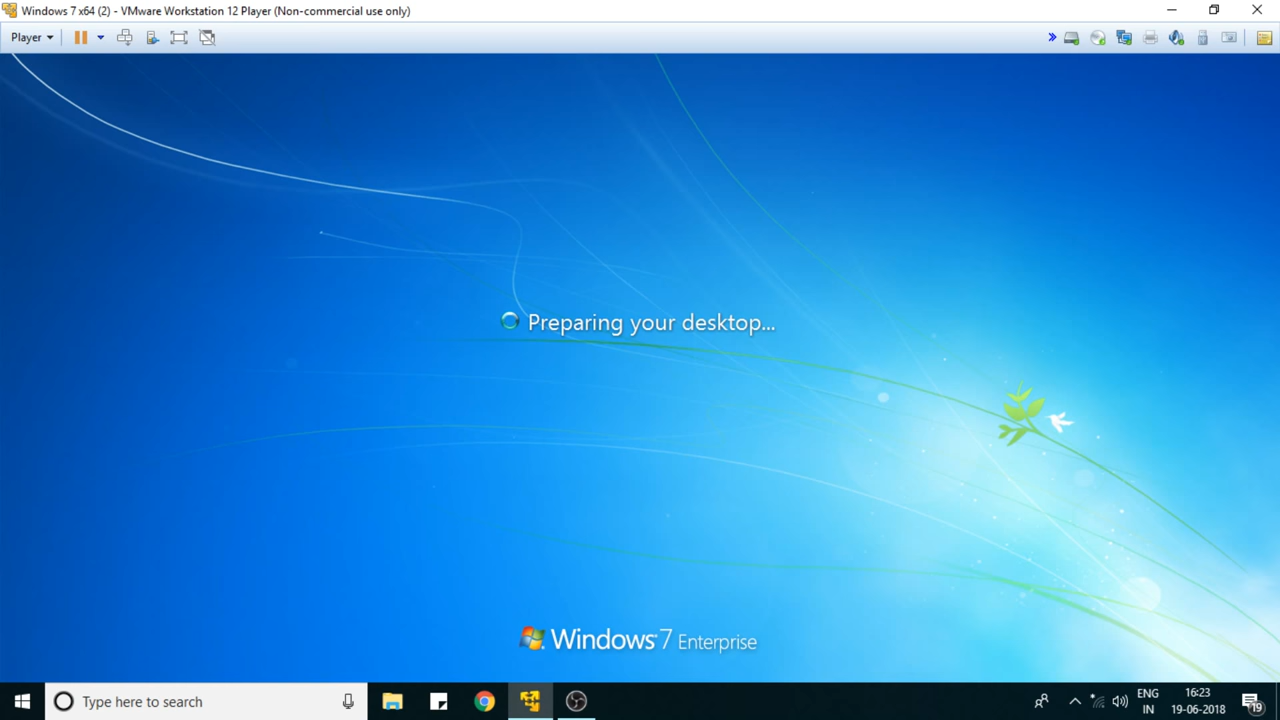 Windows 7 x64 (2) - VMware Workstation 12 Player (Non-commercial use only)
Player
Preparing your desktop...
Windows 7 Enterprise
Type here to search
ENG
IN
16:23
19-06-2018
19